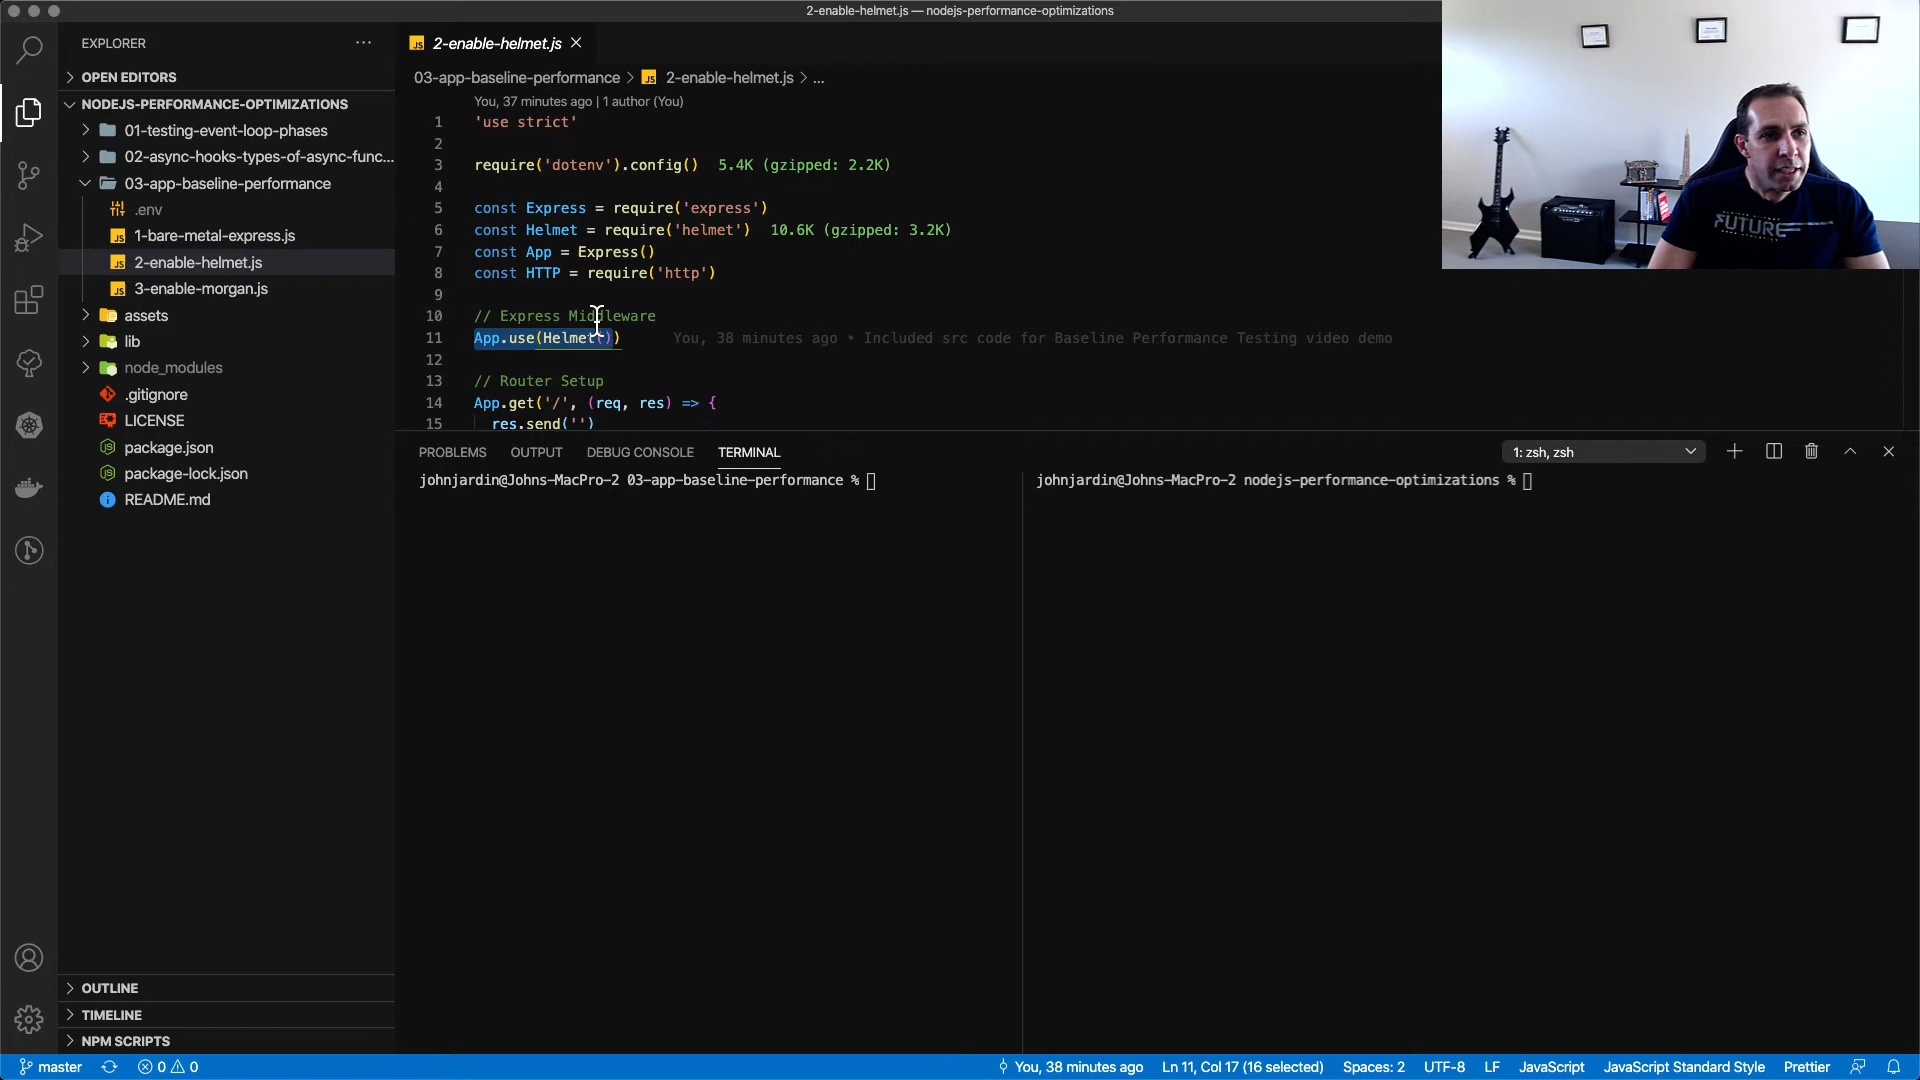 2-enable-helmet.js — nodejs-performance-optimizations
EXPLORER
OPEN EDITORS
NODEJS-PERFORMANCE-OPTIMIZATIONS
01-testing-event-loop-phases
02-async-hooks-types-of-async-func...
03-app-baseline-performance
.env
1-bare-metal-express.js
2-enable-helmet.js
3-enable-morgan.js
assets
lib
node_modules
.gitignore
LICENSE
package.json
package-lock.json
README.md
OUTLINE
TIMELINE
NPM SCRIPTS
2-enable-helmet.js
03-app-baseline-performance > 2-enable-helmet.js > ...
You, 37 minutes ago | 1 author (You)
1 'use strict'
2
3 require('dotenv').config() 5.4K (gzipped: 2.2K)
4
5 const Express = require('express')
6 const Helmet = require('helmet') 10.6K (gzipped: 3.2K)
7 const App = Express()
8 const HTTP = require('http')
9
10 // Express Middleware
11 App.use(Helmet()) You, 38 minutes ago • Included src code for Baseline Performance Testing video demo
12
13 // Router Setup
14 App.get('/', (req, res) => {
15 res.send('')
FUTURE
PROBLEMS OUTPUT DEBUG CONSOLE TERMINAL 1: zsh, zsh
johnjardin@Johns-MacPro-2 03-app-baseline-performance %
johnjardin@Johns-MacPro-2 nodejs-performance-optimizations %
master 0 0 You, 38 minutes ago Ln 11, Col 17 (16 selected) Spaces: 2 UTF-8 LF JavaScript JavaScript Standard Style Prettier